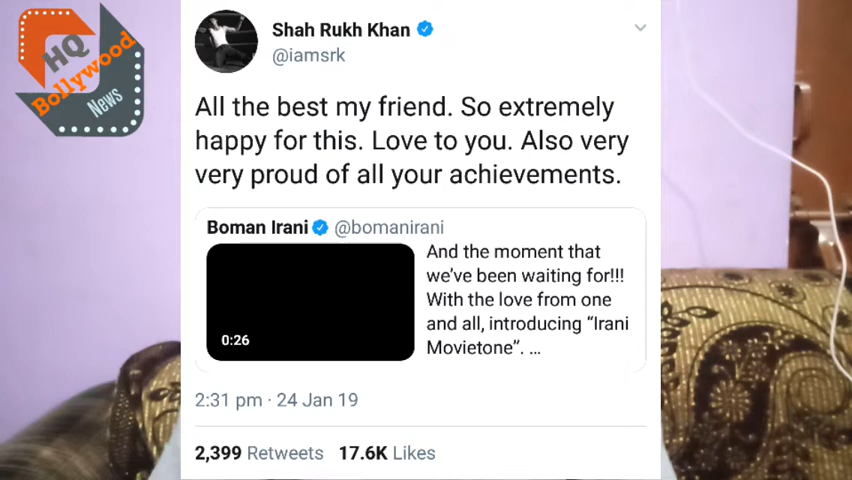 HQ
Bollywood
News
Shah Rukh Khan
@iamsrk
All the best my friend. So extremely
happy for this. Love to you. Also very
very proud of all your achievements.
Boman Irani @bomanirani
And the moment that
we've been waiting for!!!
With the love from one
and all, introducing “Irani
Movietone”. ...
0:26
2:31 pm · 24 Jan 19
2,399 Retweets 17.6K Likes